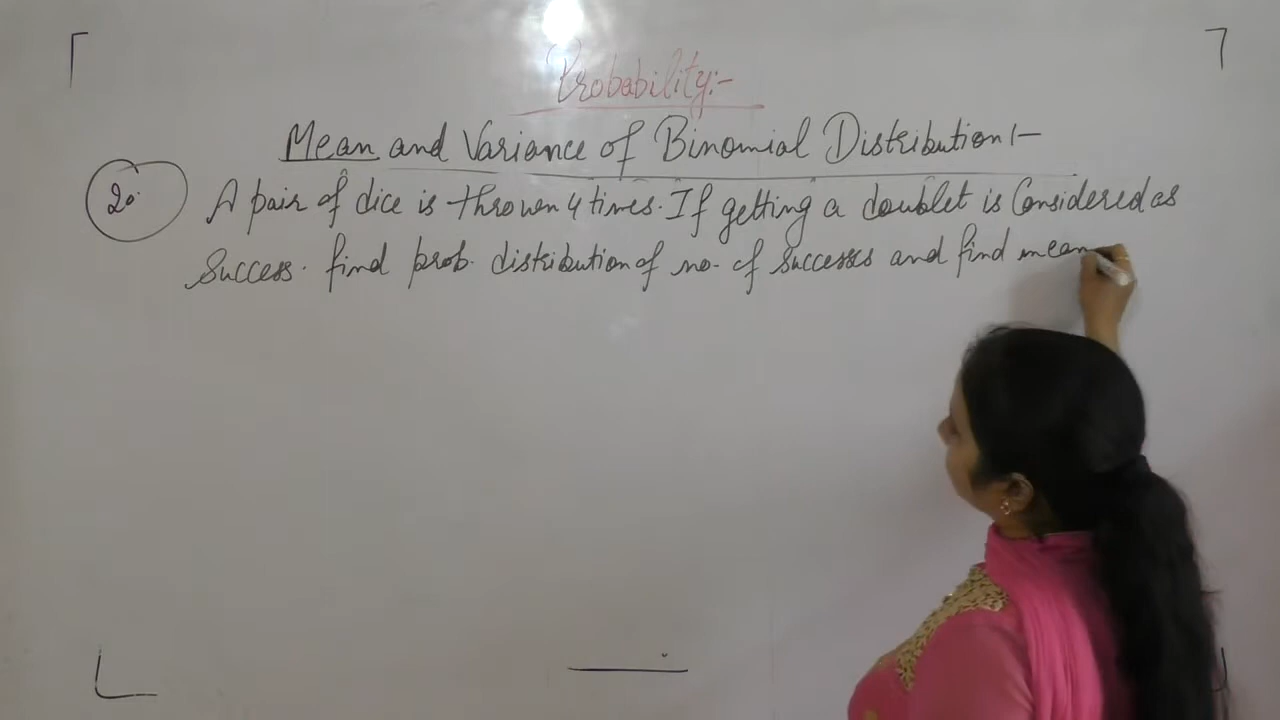 Probability:-
Mean and Variance of Binomial Distribution:-
20. A pair of dice is thrown 4 times. If getting a doublet is Considered as
Success. find prob. distribution of no. of successes and find mean